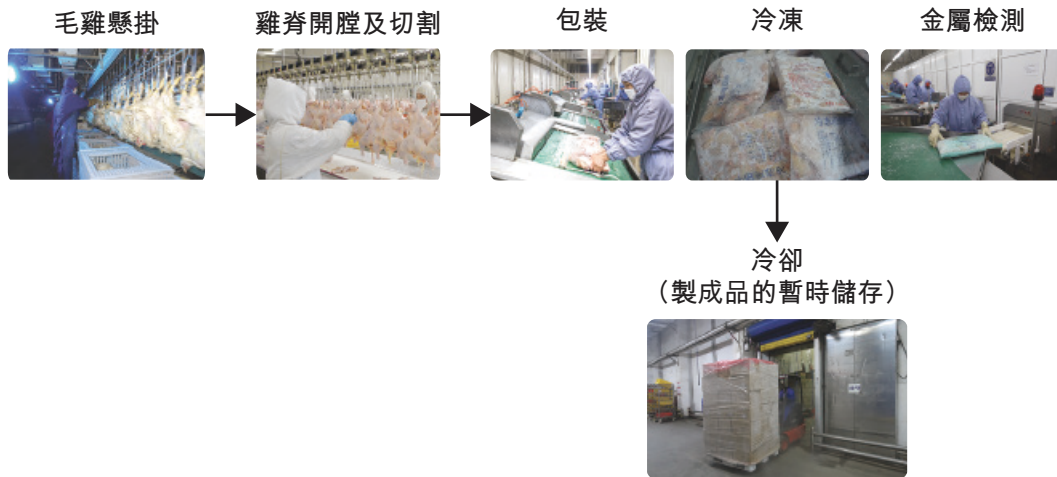 毛雞懸掛
雞脊開膛及切割
包裝
冷凍
金屬檢測
冷卻
（製成品的暫時儲存）